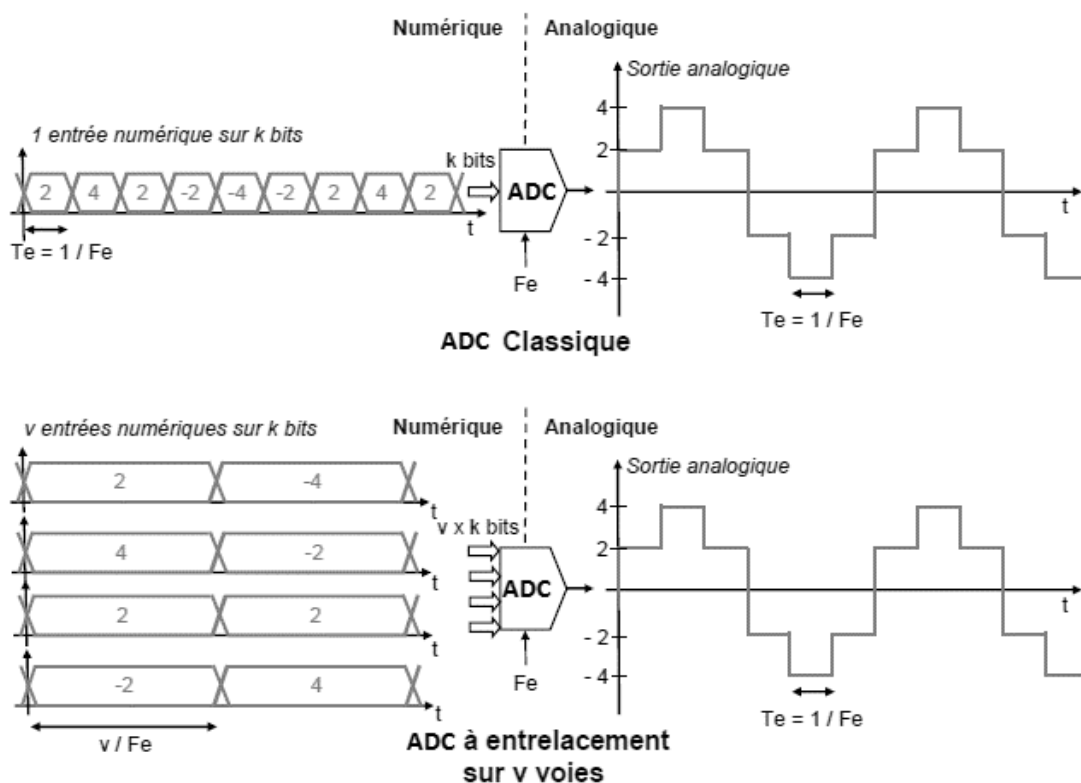 Numérique
Analogique
Sortie analogique
1 entrée numérique sur k bits
k bits
2 4 2 -2 -4 -2 2 4 2
t
Te = 1 / Fe
ADC
Fe
4
2
- 2
- 4
t
Te = 1 / Fe
ADC Classique
Numérique
Analogique
v entrées numériques sur k bits
Sortie analogique
2 -4
t
4 -2
t
2 2
t
-2 4
t
v / Fe
v x k bits
ADC
Fe
4
2
- 2
- 4
t
Te = 1 / Fe
ADC à entrelacement
sur v voies